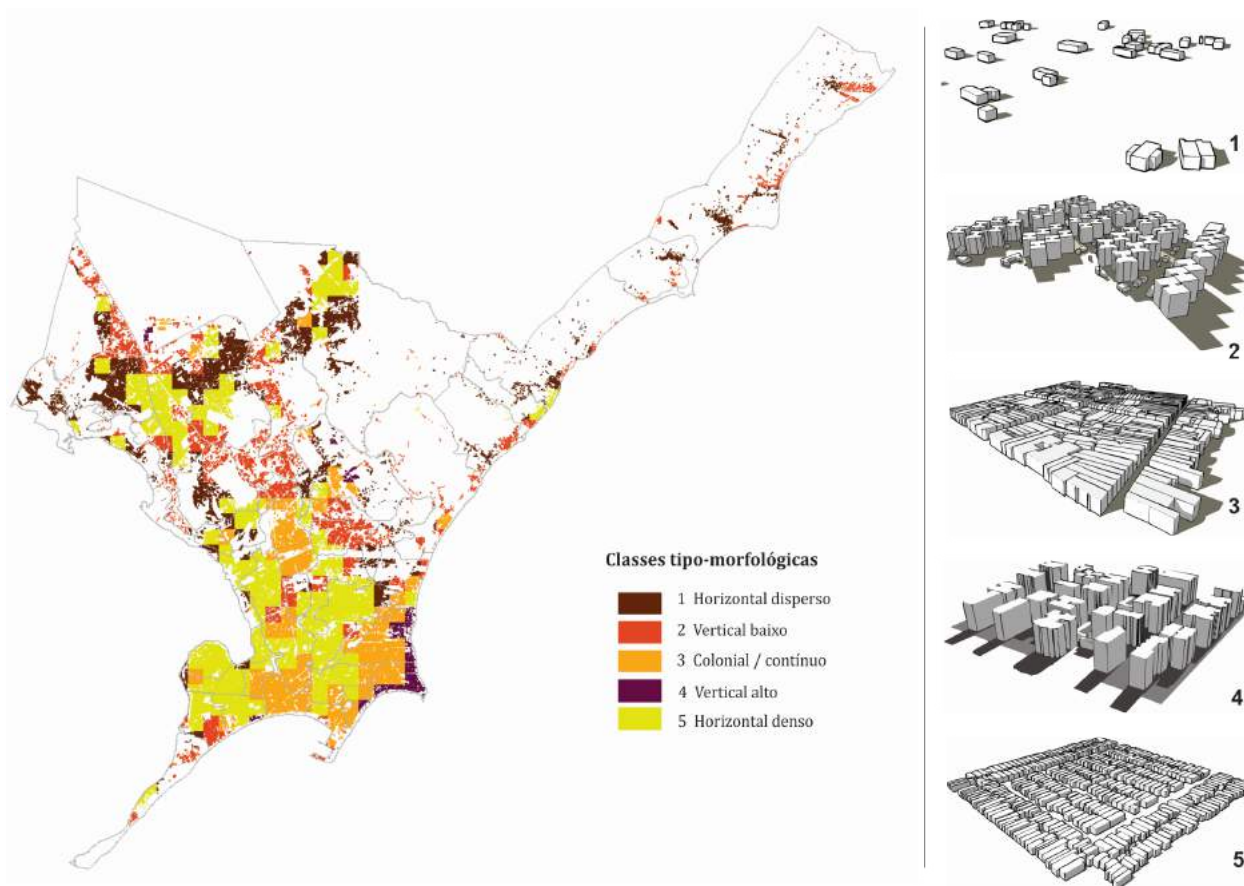 Classes tipo-morfológicas
1 Horizontal disperso
2 Vertical baixo
3 Colonial / contínuo
4 Vertical alto
5 Horizontal denso
1
2
3
4
5